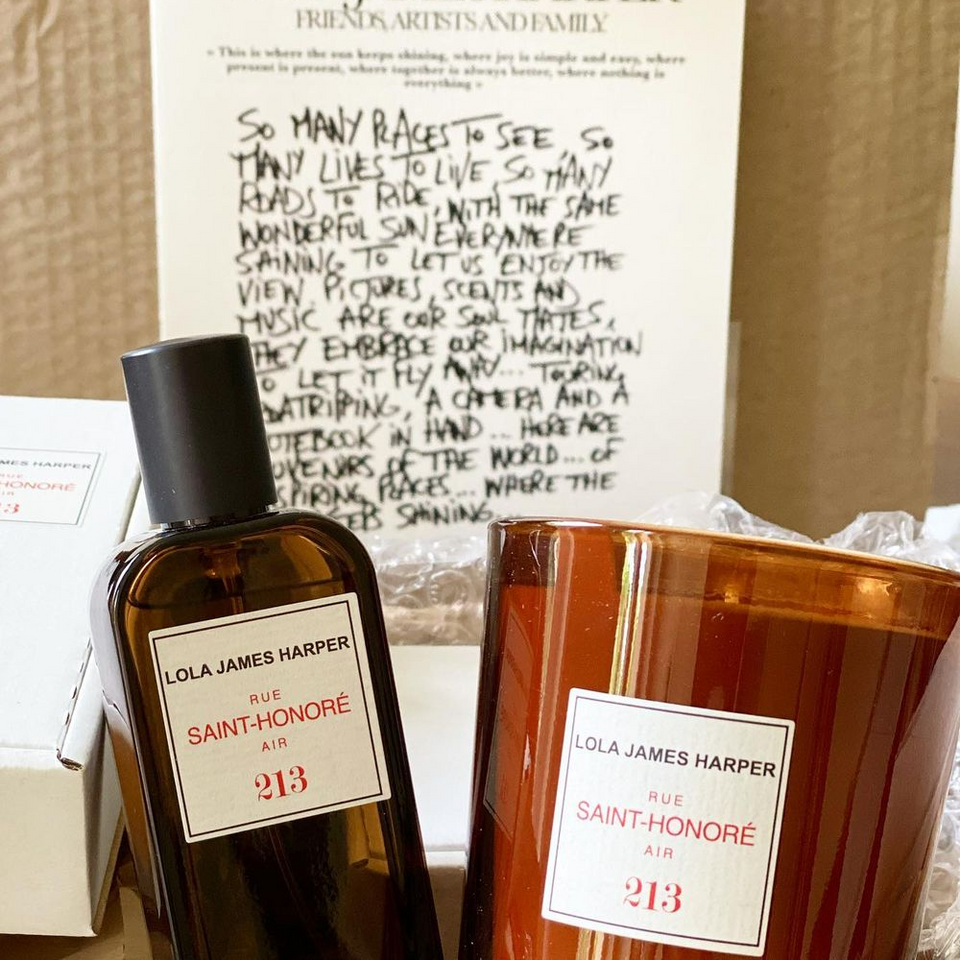 FRIENDS, ARTISTS AND FAMILY.
« This is where the sun keeps shining, where joy is simple and easy, where
present is present, where together is always better, where nothing is
everything »
SO MANY PLACES TO SEE, SO
MANY LIVES TO LIVE, SO MANY
ROADS TO RIDE, WITH THE SAME
WONDERFUL SUN EVERYWHERE
SHINING TO LET US ENJOY THE
VIEW. PICTURES, SCENTS AND
MUSIC ARE OUR SOUL MATES,
THEY EMBRACE OUR IMAGINATION
TO LET IT FLY AWAY... TOURING,
A CAMERA AND A
NOTEBOOK IN HAND... HERE ARE
SOUVENIRS OF THE WORLD... OF
INSPIRING PLACES... WHERE THE
KEEPS SHINING...
JAMES HARPER
RUE
HONORÉ
AIR
213
LOLA JAMES HARPER
RUE
SAINT-HONORÉ
AIR
213
LOLA JAMES HARPER
RUE
SAINT-HONORÉ
AIR
213